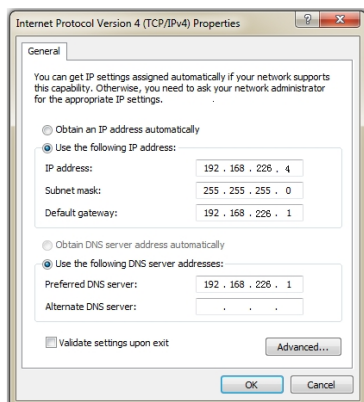 Internet Protocol Version 4 (TCP/IPv4) Properties
General
You can get IP settings assigned automatically if your network supports
this capability. Otherwise, you need to ask your network administrator
for the appropriate IP settings.
Obtain an IP address automatically
Use the following IP address:
IP address: 192 . 168 . 226 . 4
Subnet mask: 255 . 255 . 255 . 0
Default gateway: 192 . 168 . 226 . 1
Obtain DNS server address automatically
Use the following DNS server addresses:
Preferred DNS server: 192 . 168 . 226 . 1
Alternate DNS server: . . .
Validate settings upon exit
Advanced...
OK Cancel